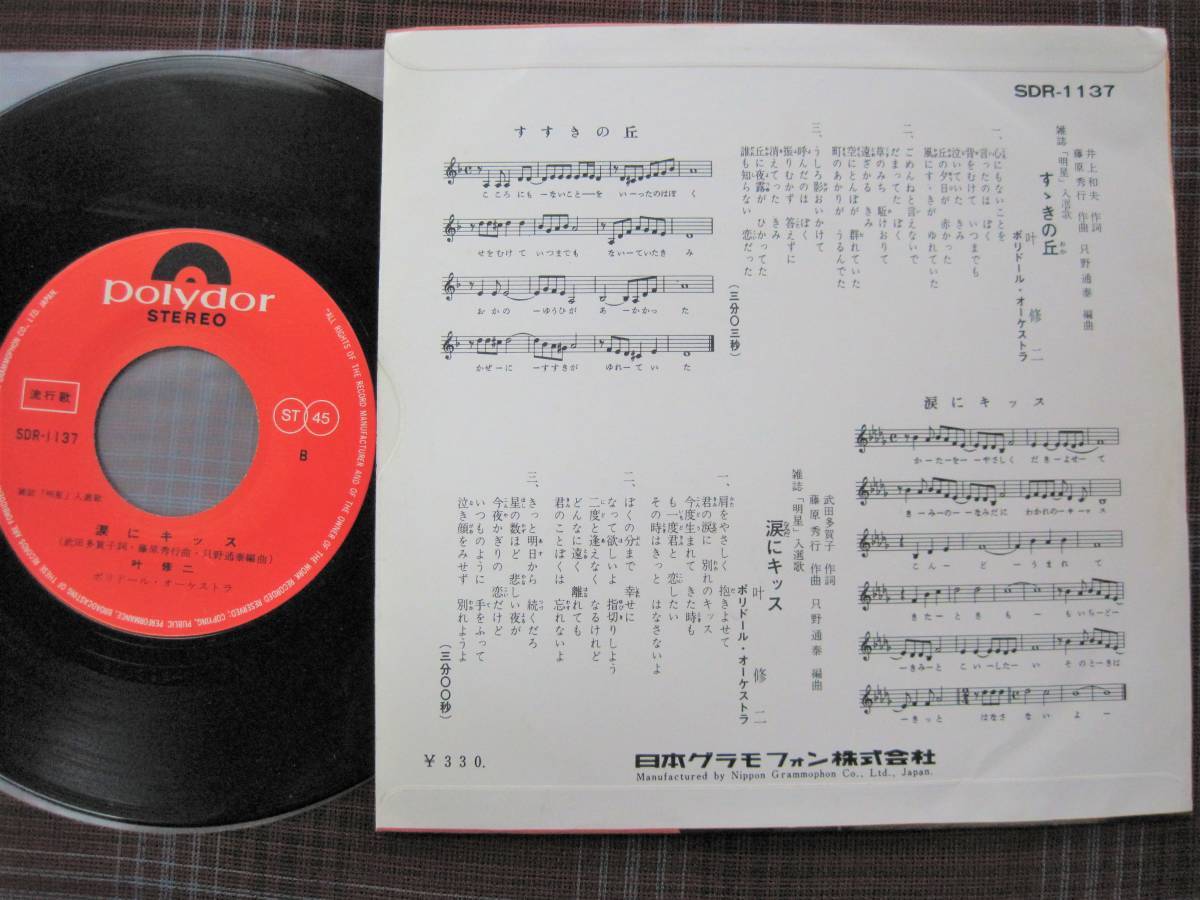 polydor
STEREO
流行歌
SDR-1137
ST 45
B
雑誌「明星」入選歌
涙にキッス
(武田多賀子詞・藤原秀行曲・只野通泰編曲)
叶修二
ポリドール・オーケストラ
"ALL RIGHTS OF THE RECORD MANUFACTURER AND OF THE OWNER OF THE WORK RECORDED RESERVED; COPYING, PUBLIC PERFORMANCE, BROADCASTING OF THESE RECORDS ARE FORBIDDEN
GRAMMOPHON CO., LTD. JAPAN.
SDR-1137
すすきの丘
こころにも ーないことーを いーったのはぼく
せをむけて いつまでも ないーていたきみ
おかの ーゆうひが あーかかった
かぜーに ーすすきが ゆれーていた
井上和夫 作詞
藤原秀行 作曲 只野通泰 編曲
雑誌「明星」入選歌
すゝきの丘
叶修二
ポリドール・オーケストラ
一、心にもないことを
言ったのは ぼく
背をむけて いつまでも
泣いていた きみ
丘の夕日が 赤かった
風にすゝきが ゆれていた
二、ごめんねと言えないで
だまってた ぼく
草のみち 駈けおりて
遠ざかる きみ
空にとんぼが 群れていた
町のあかりが うるんでた
三、うしろ影おいかけて
呼んだのは ぼく
振りむかず 答えずに
消えてった きみ
丘に夜露が ひかってた
誰も知らない 恋だった
(三分〇三秒)
涙にキッス
かーたをーーやさしく だきーよせーて
きーみーのーーなみだに わかれのーキッス
こんーどー うまれて
きたーときも ーもいちーどー
ーきみーと こいーしたーい そのとーきは
ーきっと はなさないよー
武田多賀子 作詞
藤原秀行 作曲 只野通泰 編曲
雑誌「明星」入選歌
涙にキッス
叶修二
ポリドール・オーケストラ
一、肩をやさしく 抱きよせて
君の涙に 別れのキッス
今度生まれて きた時も
も一度君と 恋したい
その時はきっと はなさないよ
二、ぼくの分まで 幸せに
なって欲しいよ 指切りしよう
二度と逢えなく なるけれど
どんなに遠く 離れても
君のことぼくは 忘れないよ
三、きっと明日から 続くだろ
星の数ほど 悲しい夜が
今夜かぎりの 恋だけど
いつものように 手をふって
泣き顔をみせず 別れようよ
(三分〇〇秒)
￥330.
日本グラモフォン株式会社
Manufactured by Nippon Grammophon Co., Ltd., Japan.